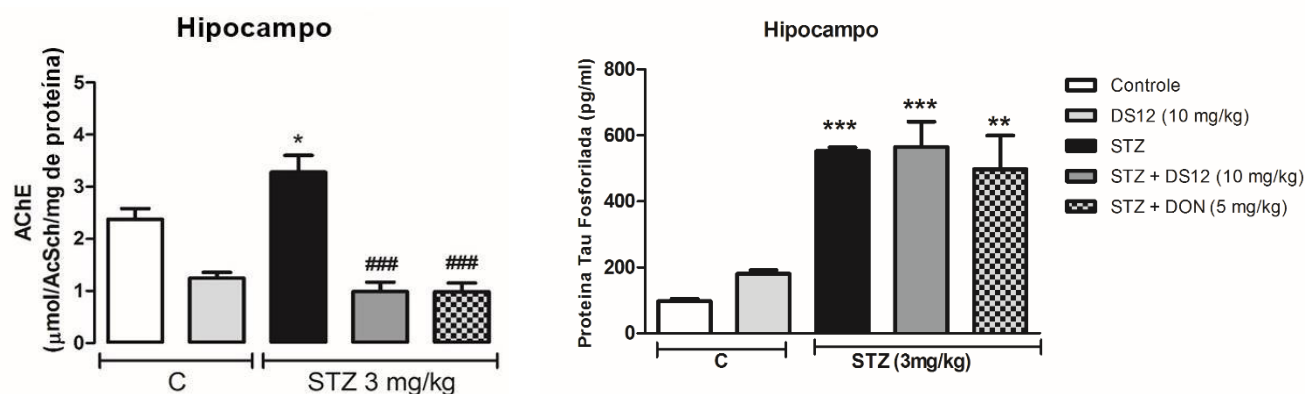 Hipocampo
AChE
(µmol/AcSch/mg de proteína)
5
4
3
2
1
0
*
###
###
C
STZ 3 mg/kg
Hipocampo
Proteina Tau Fosforilada (pg/ml)
800
600
400
200
0
***
***
**
C
STZ (3mg/kg)
Controle
DS12 (10 mg/kg)
STZ
STZ + DS12 (10 mg/kg)
STZ + DON (5 mg/kg)